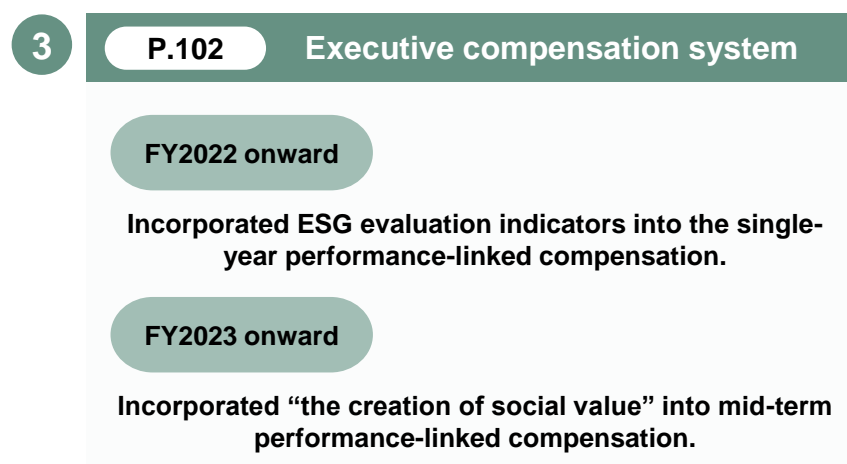 3
P.102 Executive compensation system
FY2022 onward
Incorporated ESG evaluation indicators into the single-
year performance-linked compensation.
FY2023 onward
Incorporated “the creation of social value” into mid-term
performance-linked compensation.